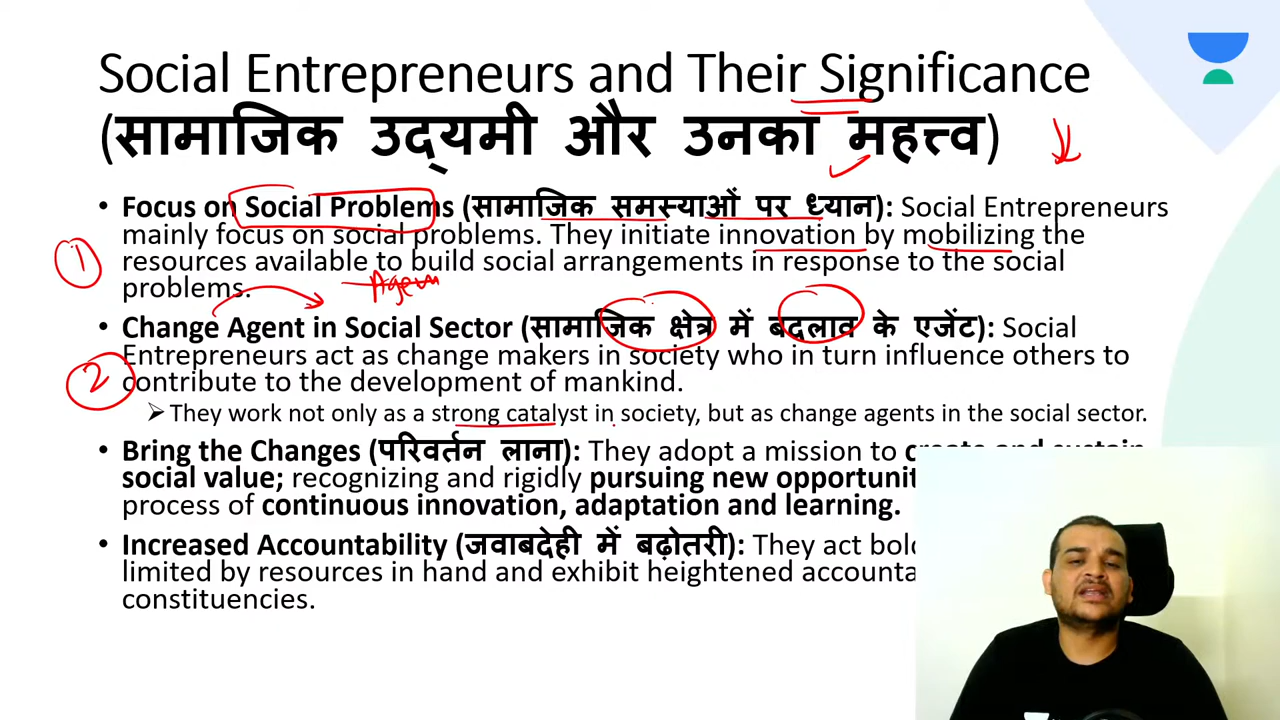 Social Entrepreneurs and Their Significance
(सामाजिक उद्यमी और उनका महत्त्व)
• Focus on Social Problems (सामाजिक समस्याओं पर ध्यान): Social Entrepreneurs
mainly focus on social problems. They initiate innovation by mobilizing the
1
resources available to build social arrangements in response to the social
problems.
Agent
• Change Agent in Social Sector (सामाजिक क्षेत्र में बदलाव के एजेंट): Social
Entrepreneurs act as change makers in society who in turn influence others to
2
contribute to the development of mankind.
➢ They work not only as a strong catalyst in society, but as change agents in the social sector.
• Bring the Changes (परिवर्तन लाना): They adopt a mission to create and sustain
social value; recognizing and rigidly pursuing new opportunit
process of continuous innovation, adaptation and learning.
• Increased Accountability (जवाबदेही में बढ़ोतरी): They act bol
limited by resources in hand and exhibit heightened accounta
constituencies.